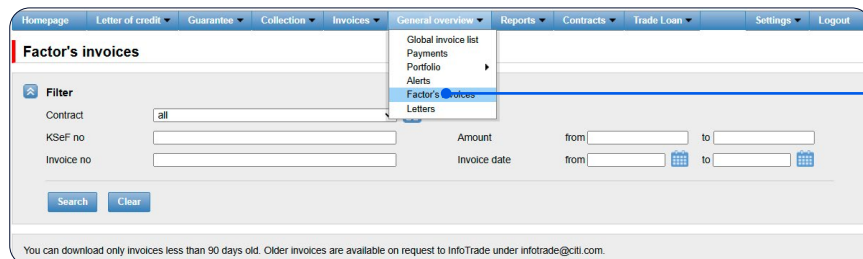 Homepage Letter of credit Guarantee Collection Invoices General overview Reports Contracts Trade Loan Settings Logout
Global invoice list
Payments
Portfolio
Alerts
Factor's invoices
Letters
Factor's invoices
Filter
Contract all
KSeF no Amount from to
Invoice no Invoice date from to
Search Clear
You can download only invoices less than 90 days old. Older invoices are available on request to InfoTrade under infotrade@citi.com.